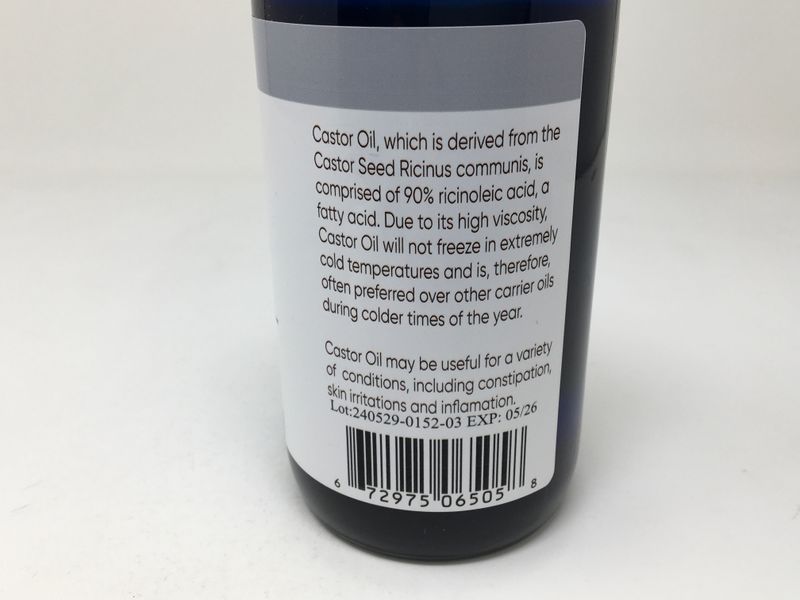 Castor Oil, which is derived from the
Castor Seed Ricinus communis, is
comprised of 90% ricinoleic acid, a
fatty acid. Due to its high viscosity,
Castor Oil will not freeze in extremely
cold temperatures and is, therefore,
often preferred over other carrier oils
during colder times of the year.
Castor Oil may be useful for a variety
of conditions, including constipation,
skin irritations and inflamation.
Lot:240529-0152-03 EXP: 05/26
6 72975 06505 8